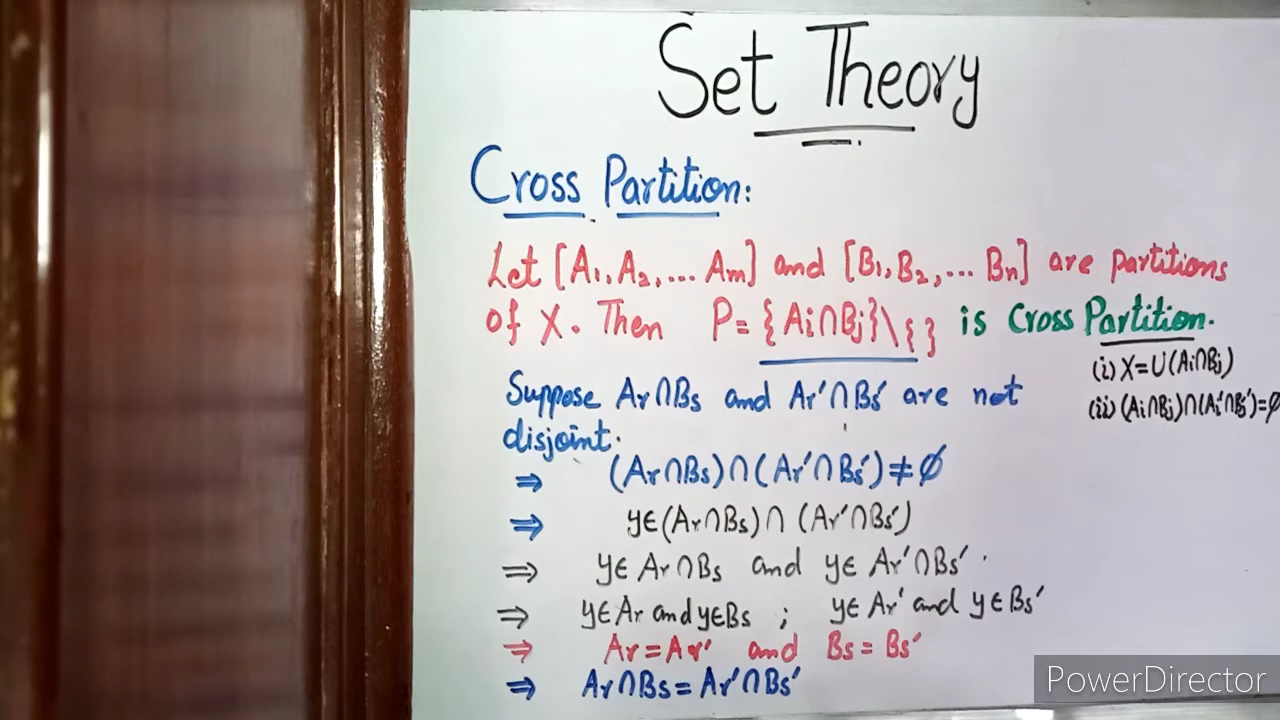 Set Theory
Cross Partition:
Let [A₁, A₂, ... Am] and [B₁, B₂, ... Bn] are partitions
of X. Then P = {Ai∩Bj}\{} is Cross Partition.
(i) X=U(Ai∩Bj)
(ii) (Ai∩Bj)∩(Ai'∩Bj')=∅
Suppose Ar∩Bs and Ar'∩Bs' are not
disjoint.
⇒ (Ar∩Bs)∩(Ar'∩Bs')≠∅
⇒ y∈(Ar∩Bs)∩(Ar'∩Bs')
⇒ y∈ Ar∩Bs and y∈ Ar'∩Bs'.
⇒ y∈Ar and y∈Bs ; y∈Ar' and y∈Bs'
⇒ Ar=Ar' and Bs=Bs'
⇒ Ar∩Bs=Ar'∩Bs'
PowerDirector